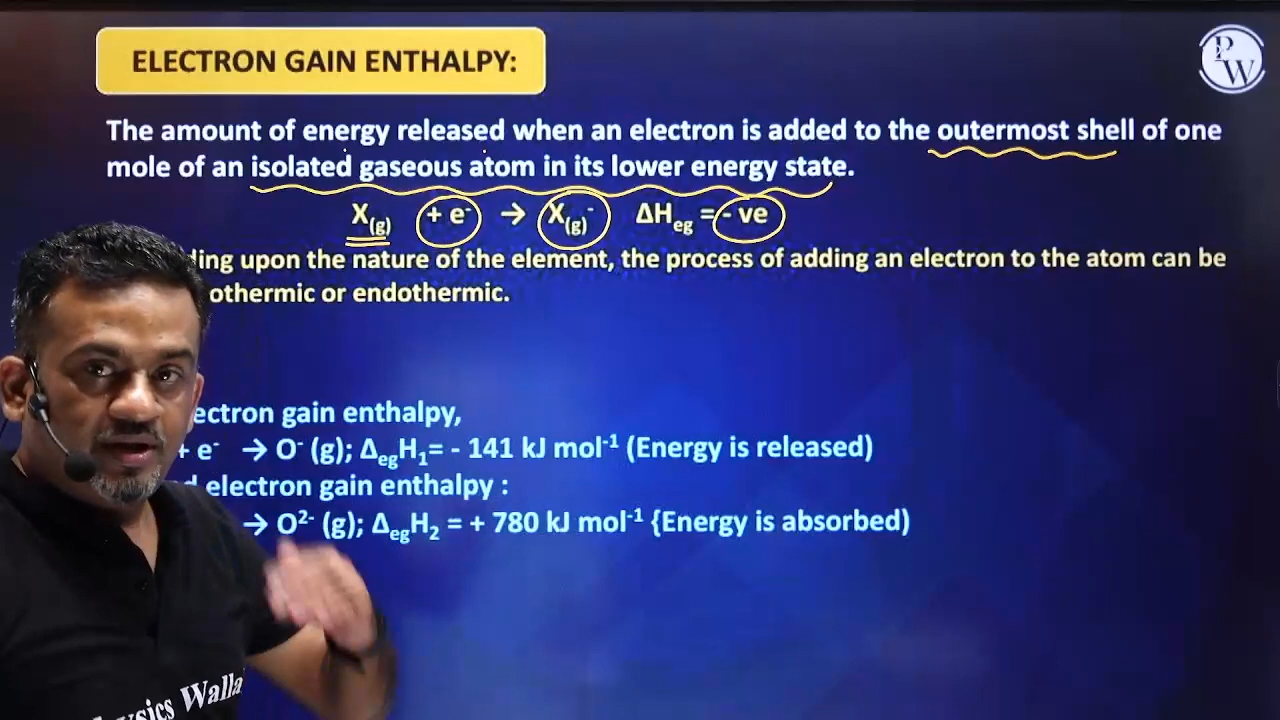 ELECTRON GAIN ENTHALPY:
PW
The amount of energy released when an electron is added to the outermost shell of one
mole of an isolated gaseous atom in its lower energy state.
X(g) + e⁻ → X(g)⁻ ΔHeg = - ve
ding upon the nature of the element, the process of adding an electron to the atom can be
othermic or endothermic.
ectron gain enthalpy,
+ e⁻ → O⁻ (g); ΔegH₁= - 141 kJ mol⁻¹ (Energy is released)
d electron gain enthalpy :
→ O²⁻ (g); ΔegH₂ = + 780 kJ mol⁻¹ {Energy is absorbed)
ysics Walla